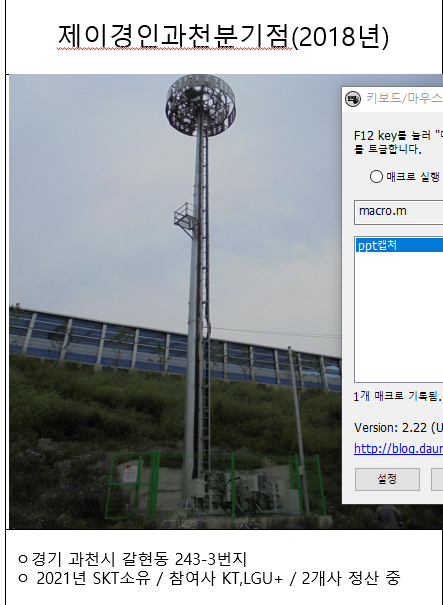 제이경인과천분기점(2018년)
키보드/마우스
F12 key를 눌러 "매
를 토글합니다.
매크로 실행
macro.m
ppt캡처
1개 매크로 기록됨.
Version: 2.22 (U
http://blog.daur
설정
경기 과천시 갈현동 243-3번지
2021년 SKT소유 / 참여사 KT,LGU+ / 2개사 정산 중